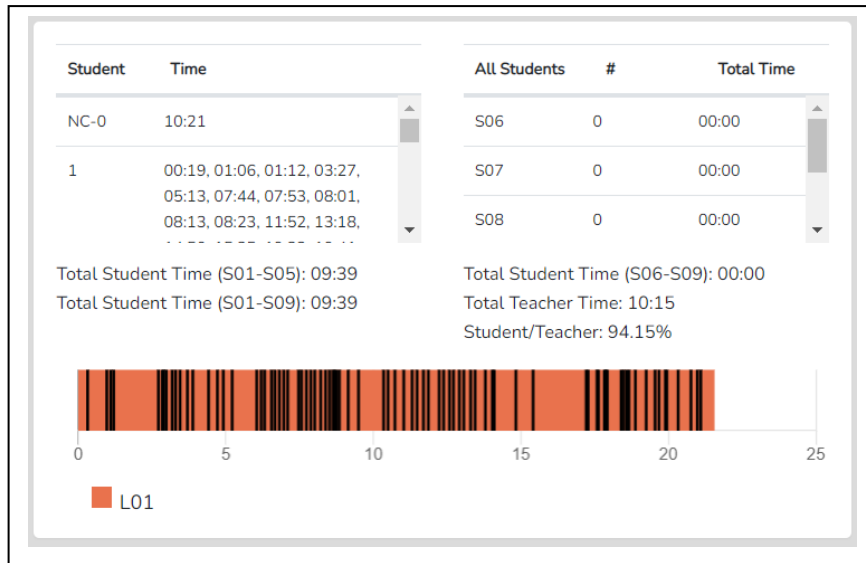 Student Time
NC-0 10:21
1 00:19, 01:06, 01:12, 03:27,
05:13, 07:44, 07:53, 08:01,
08:13, 08:23, 11:52, 13:18,
Total Student Time (S01-S05): 09:39
Total Student Time (S01-S09): 09:39
All Students # Total Time
S06 0 00:00
S07 0 00:00
S08 0 00:00
Total Student Time (S06-S09): 00:00
Total Teacher Time: 10:15
Student/Teacher: 94.15%
0 5 10 15 20 25
L01